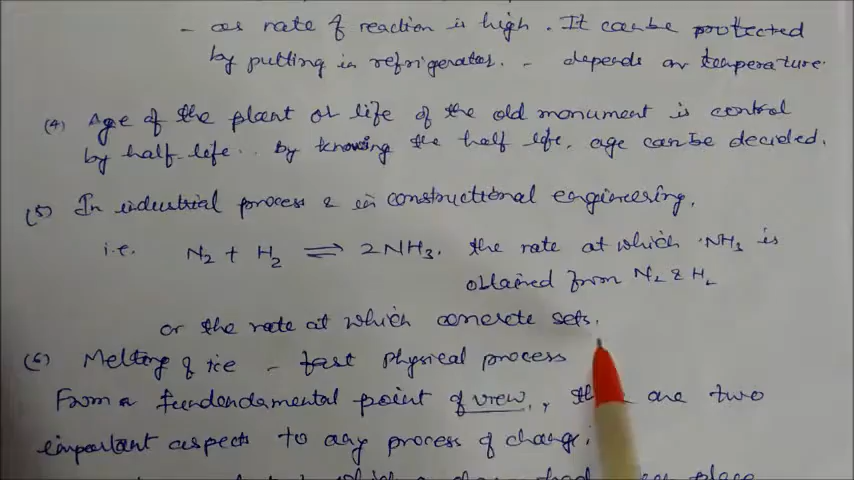 - as rate of reaction is high. It can be protected
by putting in refrigerator. - depends on temperature.
(4) Age of the plant or life of the old monument is control
by half-life.. By knowing the half life, age can be decided.
(5) In industrial process & in constructional engineering,
i.e. N2 + H2 ⇌ 2NH3. the rate at which NH3 is
obtained from N2 & H2
or the rate at which concrete sets.
(6) Melting of ice - fast physical process
From a fundendamental point of view, are two
important aspects to any process of change;
which place